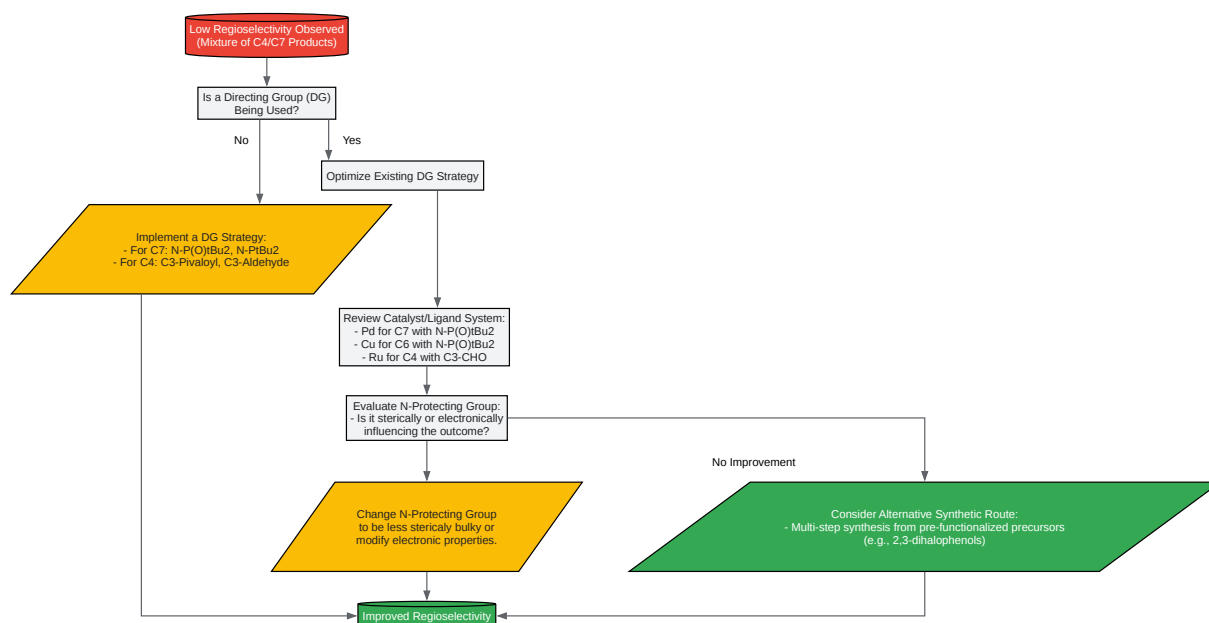 Low Regioselectivity Observed
(Mixture of C4/C7 Products)
Is a Directing Group (DG)
Being Used?
No
Yes
Optimize Existing DG Strategy
Implement a DG Strategy:
- For C7: N-P(O)tBu2, N-PtBu2
- For C4: C3-Pivaloyl, C3-Aldehyde
Review Catalyst/Ligand System:
- Pd for C7 with N-P(O)tBu2
- Cu for C6 with N-P(O)tBu2
- Ru for C4 with C3-CHO
Evaluate N-Protecting Group:
- Is it sterically or electronically
influencing the outcome?
No Improvement
Change N-Protecting Group
to be less stericaly bulky or
modify electronic properties.
Consider Alternative Synthetic Route:
- Multi-step synthesis from pre-functionalized precursors
(e.g., 2,3-dihalophenols)
Improved Regioselectivity